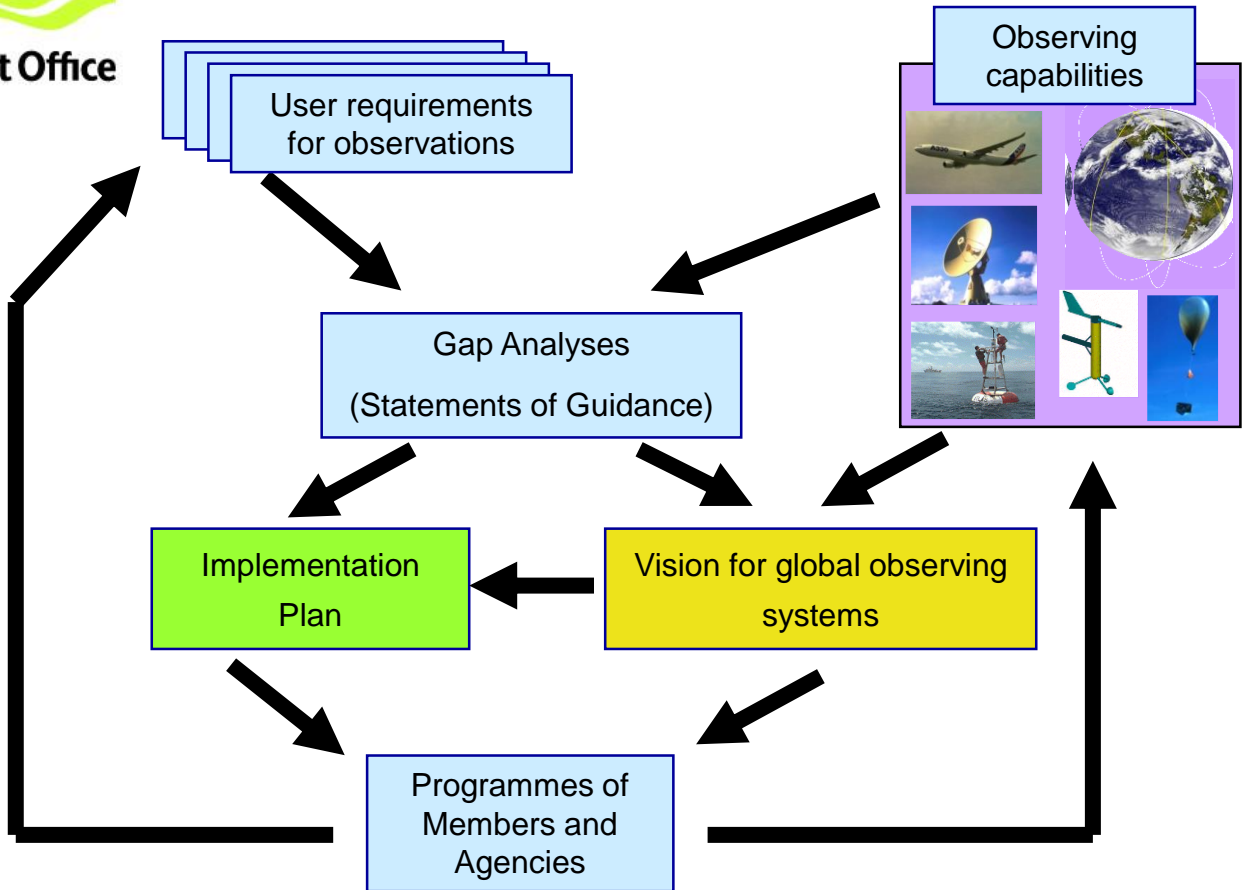 t Office
User requirements
for observations
Observing
capabilities
Gap Analyses
(Statements of Guidance)
Implementation
Plan
Vision for global observing
systems
Programmes of
Members and
Agencies